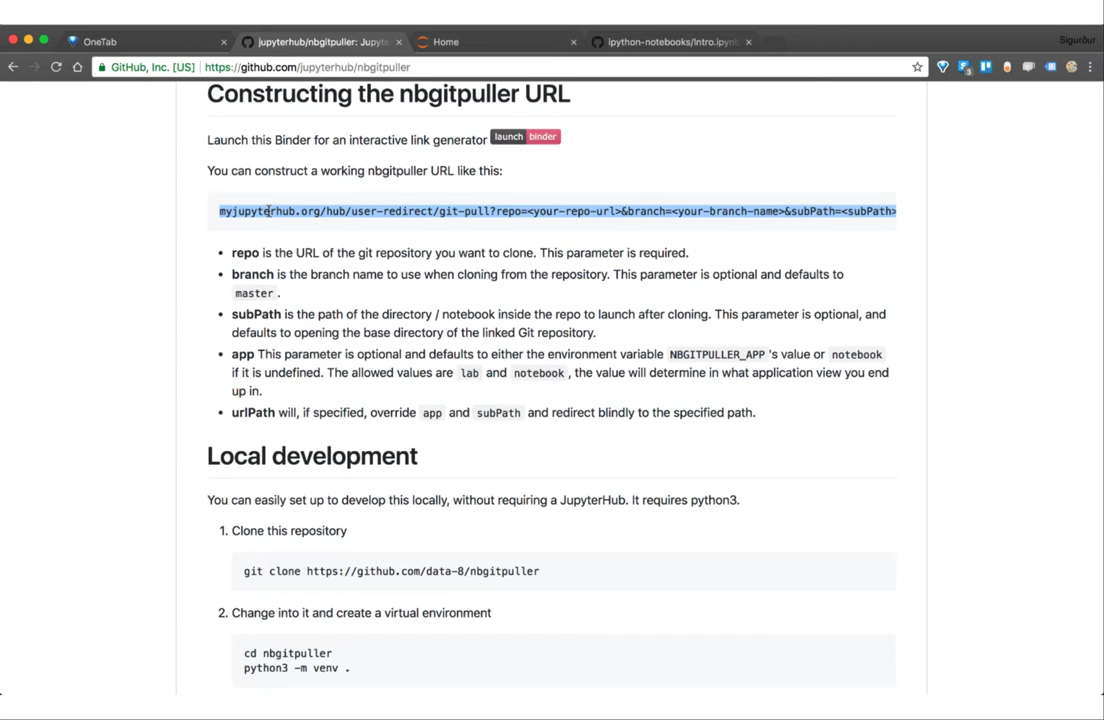 OneTab
jupyterhub/nbgitpuller: Jupyte
Home
ipython-notebooks/Intro.ipynb
Sigurður
GitHub, Inc. [US] https://github.com/jupyterhub/nbgitpuller
3
Constructing the nbgitpuller URL
Launch this Binder for an interactive link generator launch binder
You can construct a working nbgitpuller URL like this:
myjupyterhub.org/hub/user-redirect/git-pull?repo=<your-repo-url>&branch=<your-branch-name>&subPath=<subPath>
• repo is the URL of the git repository you want to clone. This parameter is required.
• branch is the branch name to use when cloning from the repository. This parameter is optional and defaults to
master .
• subPath is the path of the directory / notebook inside the repo to launch after cloning. This parameter is optional, and
defaults to opening the base directory of the linked Git repository.
• app This parameter is optional and defaults to either the environment variable NBGITPULLER_APP 's value or notebook
if it is undefined. The allowed values are lab and notebook , the value will determine in what application view you end
up in.
• urlPath will, if specified, override app and subPath and redirect blindly to the specified path.
Local development
You can easily set up to develop this locally, without requiring a JupyterHub. It requires python3.
1. Clone this repository
git clone https://github.com/data-8/nbgitpuller
2. Change into it and create a virtual environment
cd nbgitpuller
python3 -m venv .